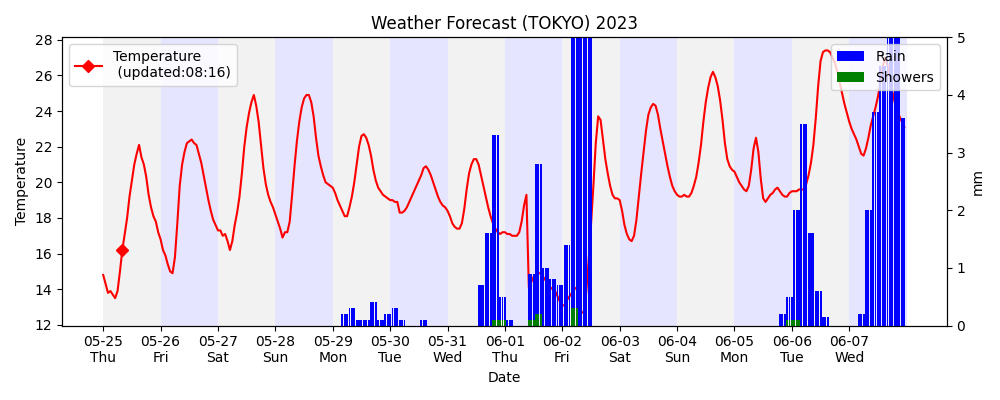 Weather Forecast (TOKYO) 2023
Temperature
(updated:08:16)
Rain
Showers
28
26
24
22
20
18
16
14
12
Temperature
5
4
3
2
1
0
mm
05-25 05-26 05-27 05-28 05-29 05-30 05-31 06-01 06-02 06-03 06-04 06-05 06-06 06-07
Thu Fri Sat Sun Mon Tue Wed Thu Fri Sat Sun Mon Tue Wed
Date